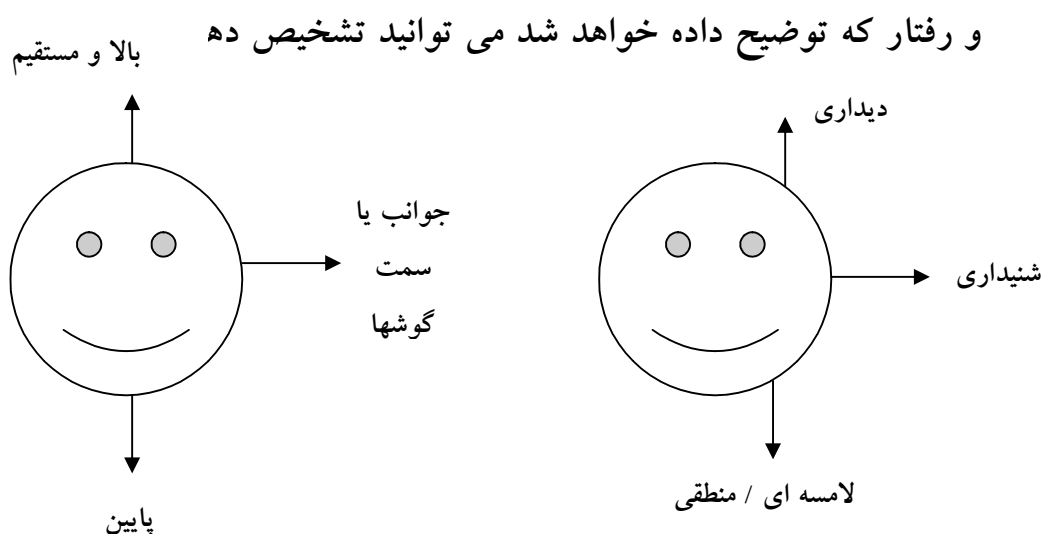 و رفتار که توضیح داده خواهد شد می توانید تشخیص ده
بالا و مستقیم
دیداری
جوانب یا
سمت
گوشها
شنیداری
لامسه ای / منطقی
پایین